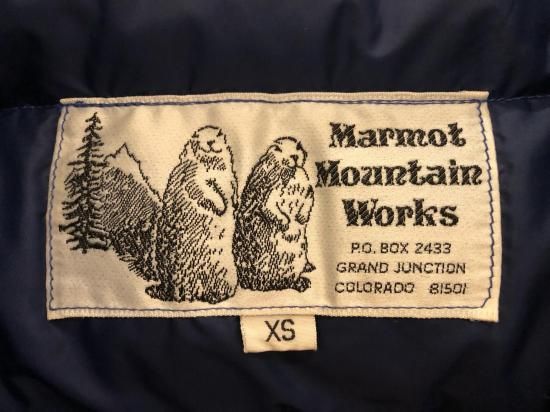 Marmot
Mountain
Works
P.O. BOX 2433
GRAND JUNCTION
COLORADO 81501
XS